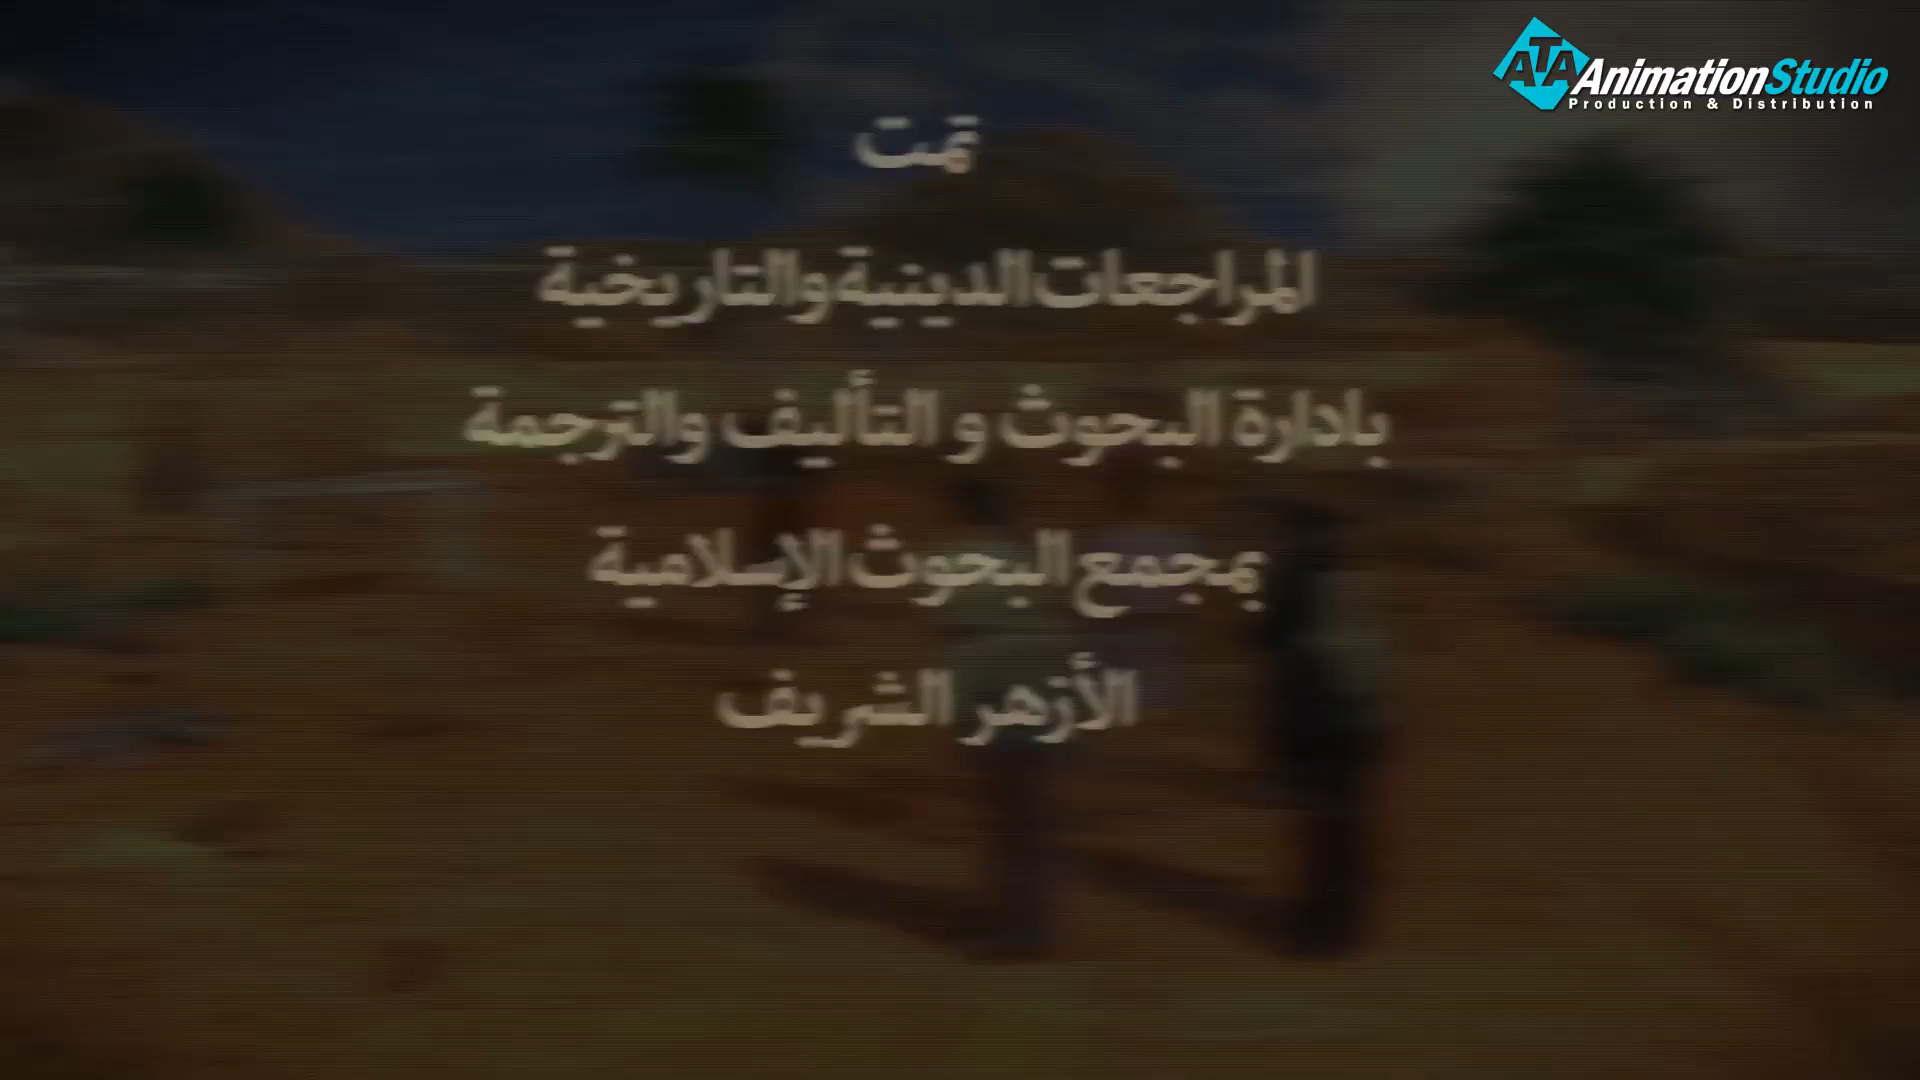 ATA AnimationStudio
Production & Distribution
تمت
المراجعات الدينية والتاريخية
بادارة البحوث و التأليف والترجمة
بمجمع البحوث الإسلامية
الأزهر الشريف